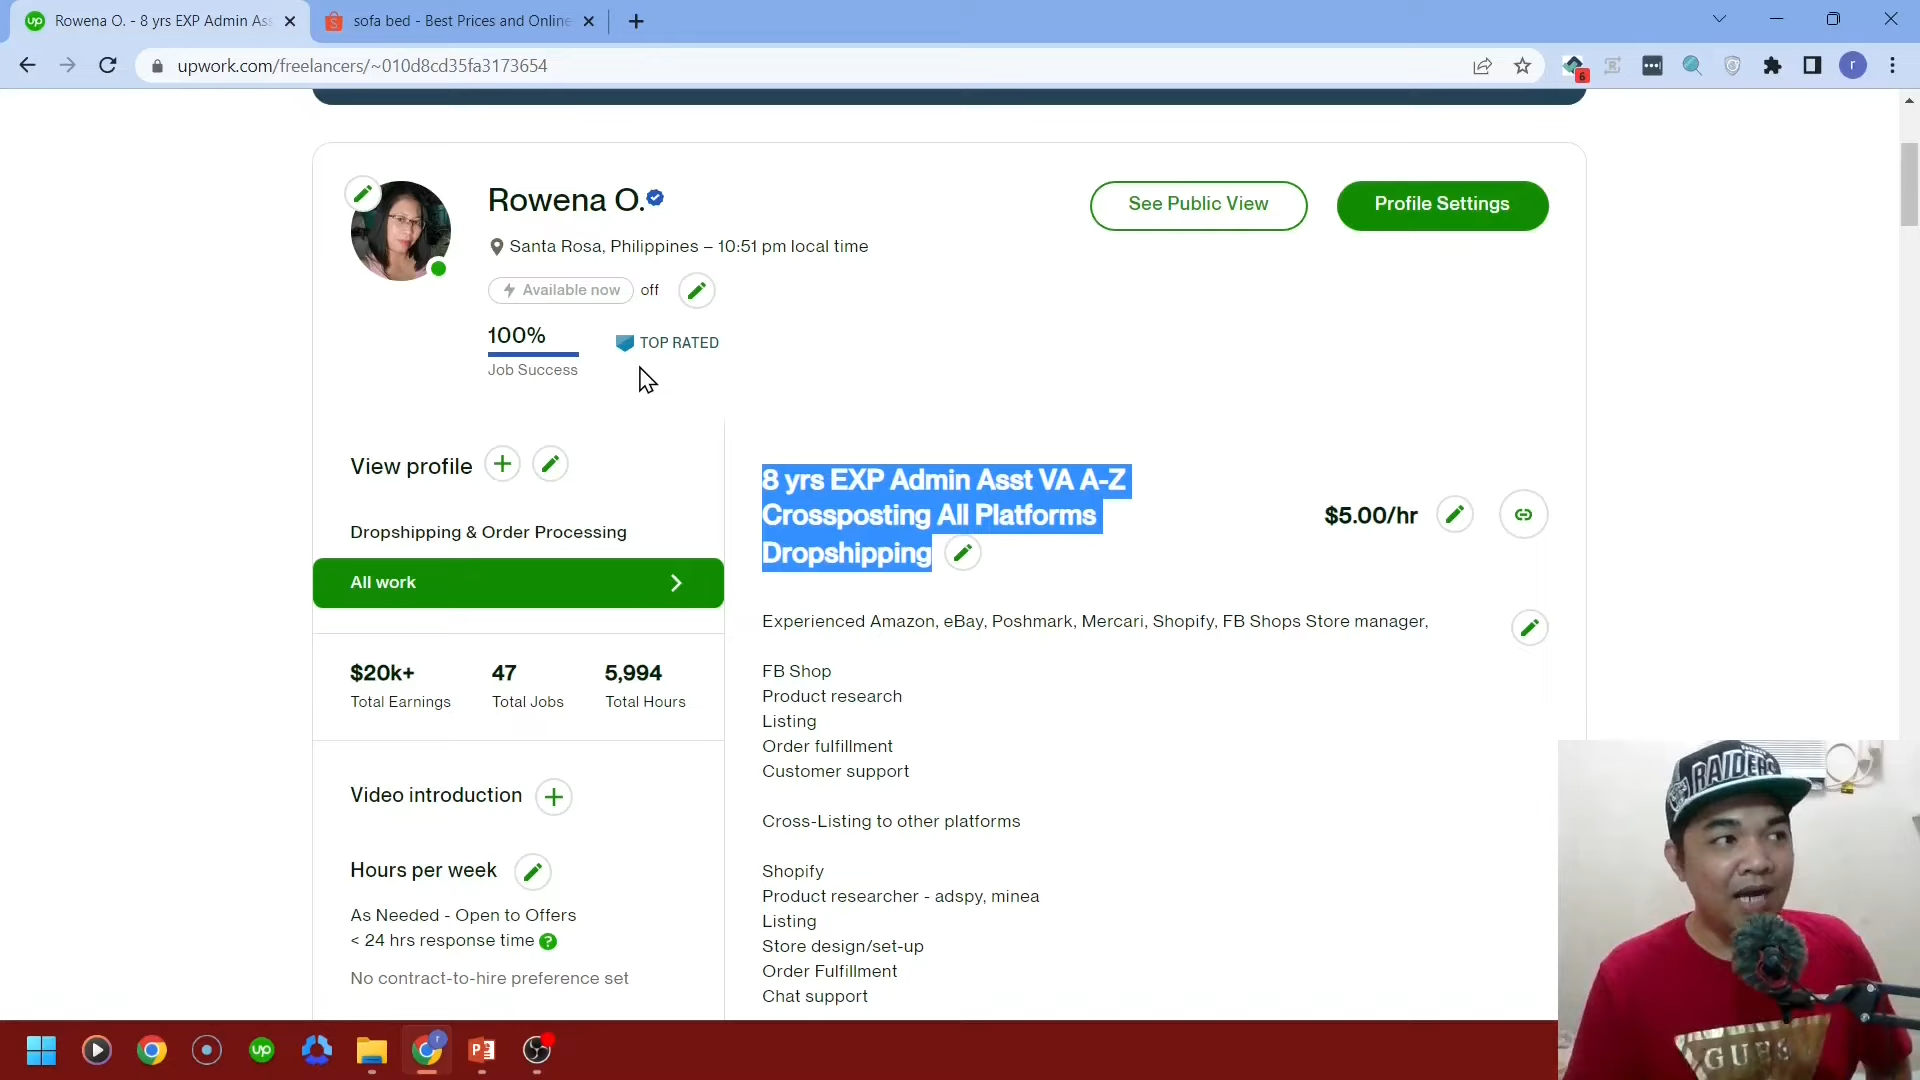 up Rowena O. - 8 yrs EXP Admin Ass
sofa bed - Best Prices and Online
upwork.com/freelancers/~010d8cd35fa3173654
6
r
Rowena O.
See Public View
Profile Settings
Santa Rosa, Philippines – 10:51 pm local time
Available now off
100%
TOP RATED
Job Success
View profile
8 yrs EXP Admin Asst VA A-Z
Crossposting All Platforms
Dropshipping
$5.00/hr
Dropshipping & Order Processing
All work
Experienced Amazon, eBay, Poshmark, Mercari, Shopify, FB Shops Store manager,
$20k+ 47 5,994
Total Earnings Total Jobs Total Hours
FB Shop
Product research
Listing
Order fulfillment
Customer support
Video introduction
Cross-Listing to other platforms
Hours per week
Shopify
Product researcher - adspy, minea
As Needed - Open to Offers
Listing
< 24 hrs response time ?
Store design/set-up
Order Fulfillment
No contract-to-hire preference set
Chat support
RAIDERS
GUESS
up
r
P